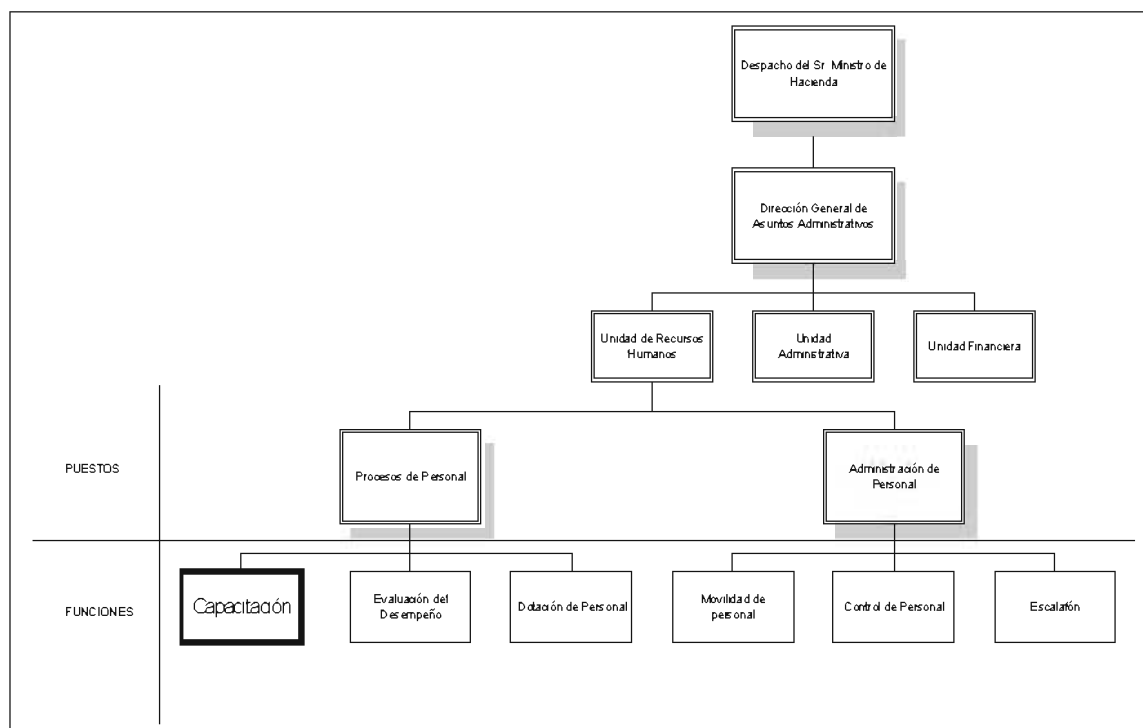 Despacho del Sr Ministro de
Hacienda
Dirección General de
Asuntos Administrativos
Unidad de Recursos
Humanos
Unidad
Administrativa
Unidad Financiera
PUESTOS
Procesos de Personal
Administración de
Personal
FUNCIONES
Capacitación
Evaluación del
Desempeño
Dotación de Personal
Movilidad de
personal
Control de Personal
Escalafón